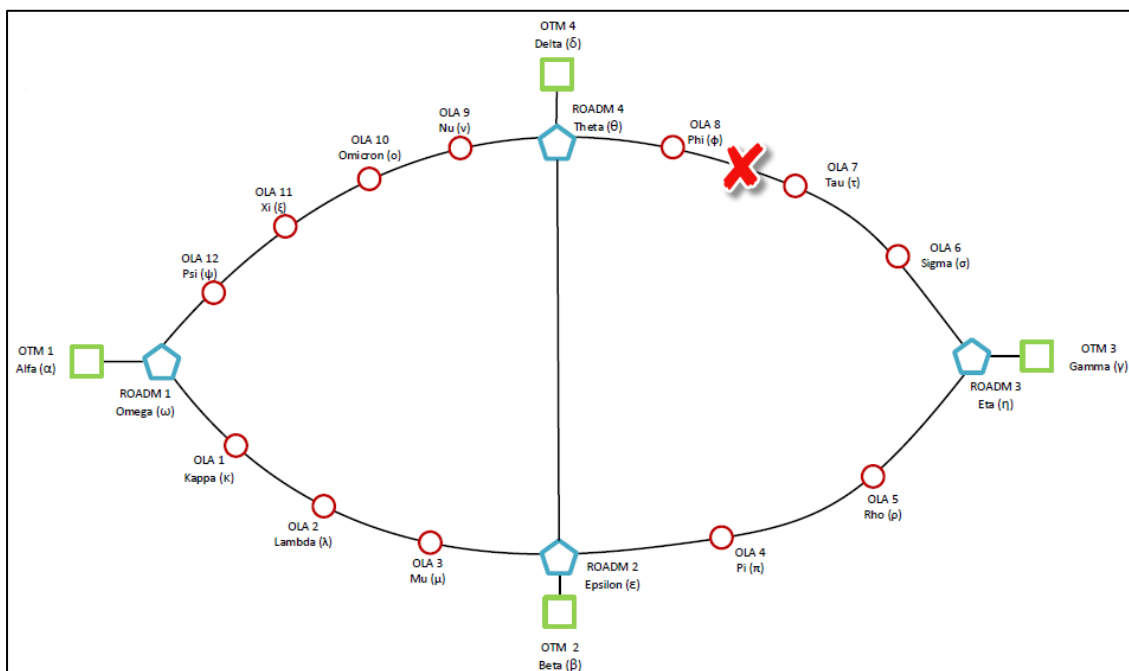 OTM 4
Delta (δ)
OLA 9
Nu (ν)
ROADM 4
Theta (θ)
OLA 8
Phi (ϕ)
OLA 10
Omicron (ο)
OLA 7
Tau (τ)
OLA 11
Xi (ξ)
OLA 6
Sigma (σ)
OLA 12
Psi (ψ)
OTM 1
Alfa (α)
OTM 3
Gamma (γ)
ROADM 1
Omega (ω)
ROADM 3
Eta (η)
OLA 1
Kappa (κ)
OLA 5
Rho (ρ)
OLA 2
Lambda (λ)
OLA 3
Mu (μ)
ROADM 2
Epsilon (ε)
OLA 4
Pi (π)
OTM 2
Beta (β)